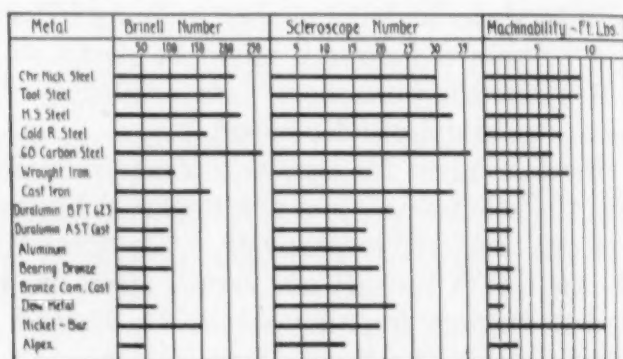 Metal Brinell Number Scleroscope Number Machinability - Ft. Lbs.
50 100 150 200 250 5 10 15 20 25 30 35 5 10
Chr Nick Steel
Tool Steel
H.S Steel
Cold R. Steel
60 Carbon Steel
Wrought Iron
Cast Iron
Duralumin B.F.T 623
Duralumin A.S.T Cast
Aluminum
Bearing Bronze
Bronze Com. Cast
Dow Metal
Nickel - Bar
Alpex